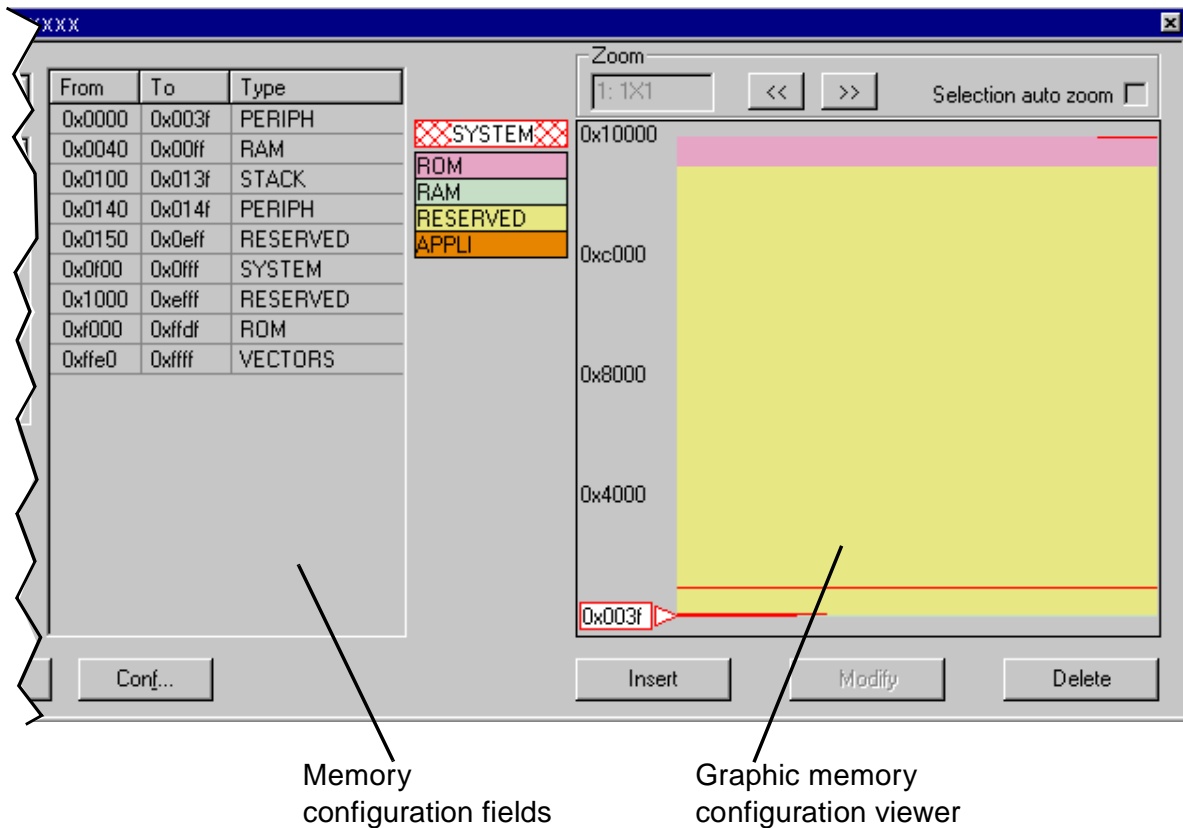 XXX
From To Type
0x0000 0x003f PERIPH
0x0040 0x00ff RAM
0x0100 0x013f STACK
0x0140 0x014f PERIPH
0x0150 0x0eff RESERVED
0x0f00 0x0fff SYSTEM
0x1000 0xefff RESERVED
0xf000 0xffdf ROM
0xffe0 0xffff VECTORS
SYSTEM
ROM
RAM
RESERVED
APPLI
Zoom
1: 1X1 << >> Selection auto zoom
0x10000
0xc000
0x8000
0x4000
0x003f
Conf...
Insert Modify Delete
Memory
configuration fields
Graphic memory
configuration viewer